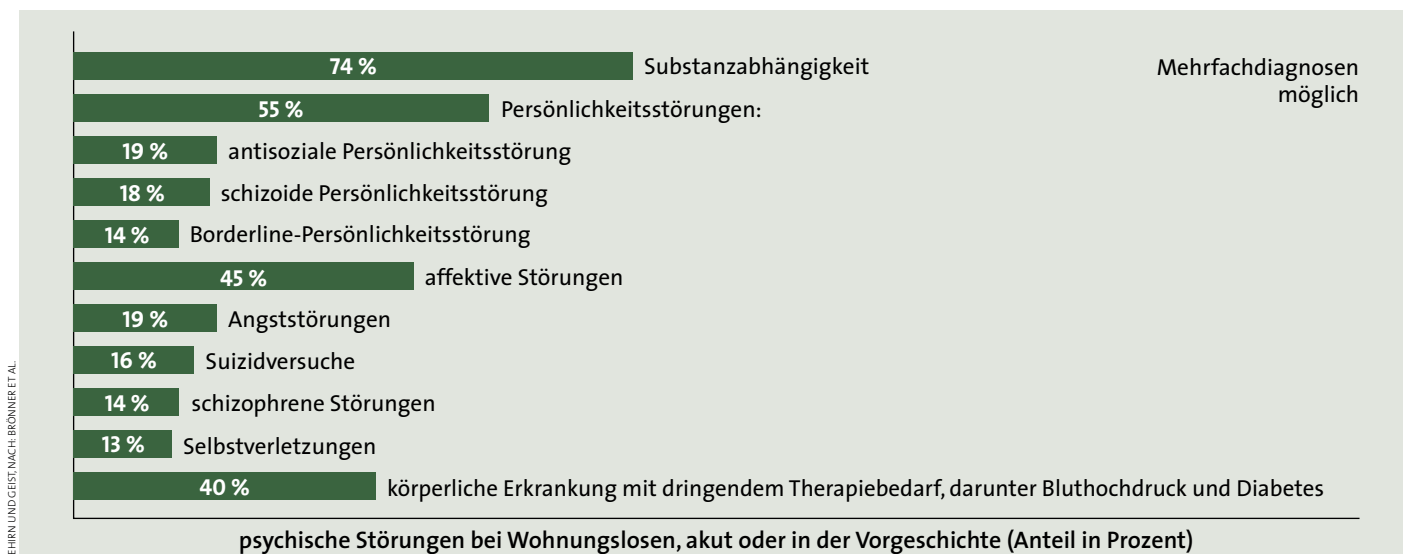 74 % Substanzabhängigkeit
Mehrfachdiagnosen
möglich
55 % Persönlichkeitsstörungen:
19 % antisoziale Persönlichkeitsstörung
18 % schizoide Persönlichkeitsstörung
14 % Borderline-Persönlichkeitsstörung
45 % affektive Störungen
19 % Angststörungen
16 % Suizidversuche
14 % schizophrene Störungen
13 % Selbstverletzungen
40 % körperliche Erkrankung mit dringendem Therapiebedarf, darunter Bluthochdruck und Diabetes
psychische Störungen bei Wohnungslosen, akut oder in der Vorgeschichte (Anteil in Prozent)
EHIRN UND GEIST, NACH: BRÖNNER ET AL.